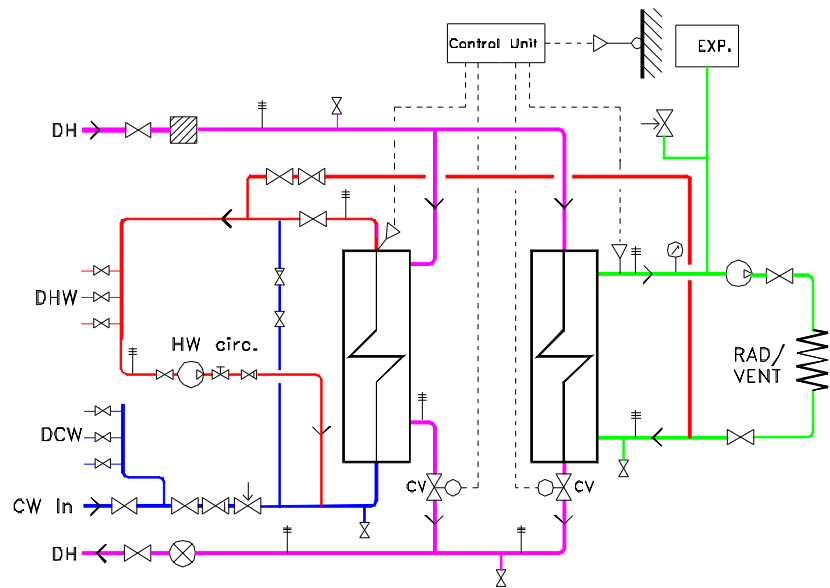 Control Unit
EXP.
DH
DHW
HW circ.
RAD/
VENT
DCW
CV
CV
CW In
DH